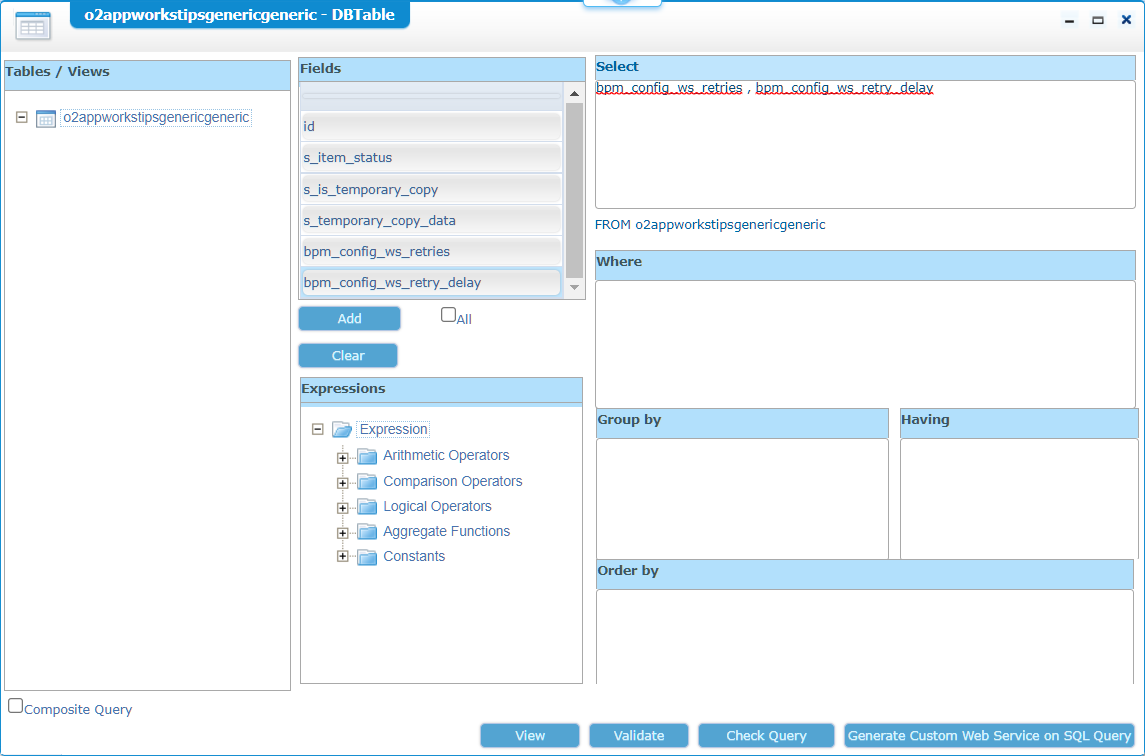 o2appworkstipsgenericgeneric - DBTable
Tables / Views
o2appworkstipsgenericgeneric
Fields
id
s_item_status
s_is_temporary_copy
s_temporary_copy_data
bpm_config_ws_retries
bpm_config_ws_retry_delay
Add
All
Clear
Expressions
Expression
Arithmetic Operators
Comparison Operators
Logical Operators
Aggregate Functions
Constants
Select
bpm_config_ws_retries , bpm_config_ws_retry_delay
FROM o2appworkstipsgenericgeneric
Where
Group by
Having
Order by
Composite Query
View
Validate
Check Query
Generate Custom Web Service on SQL Query